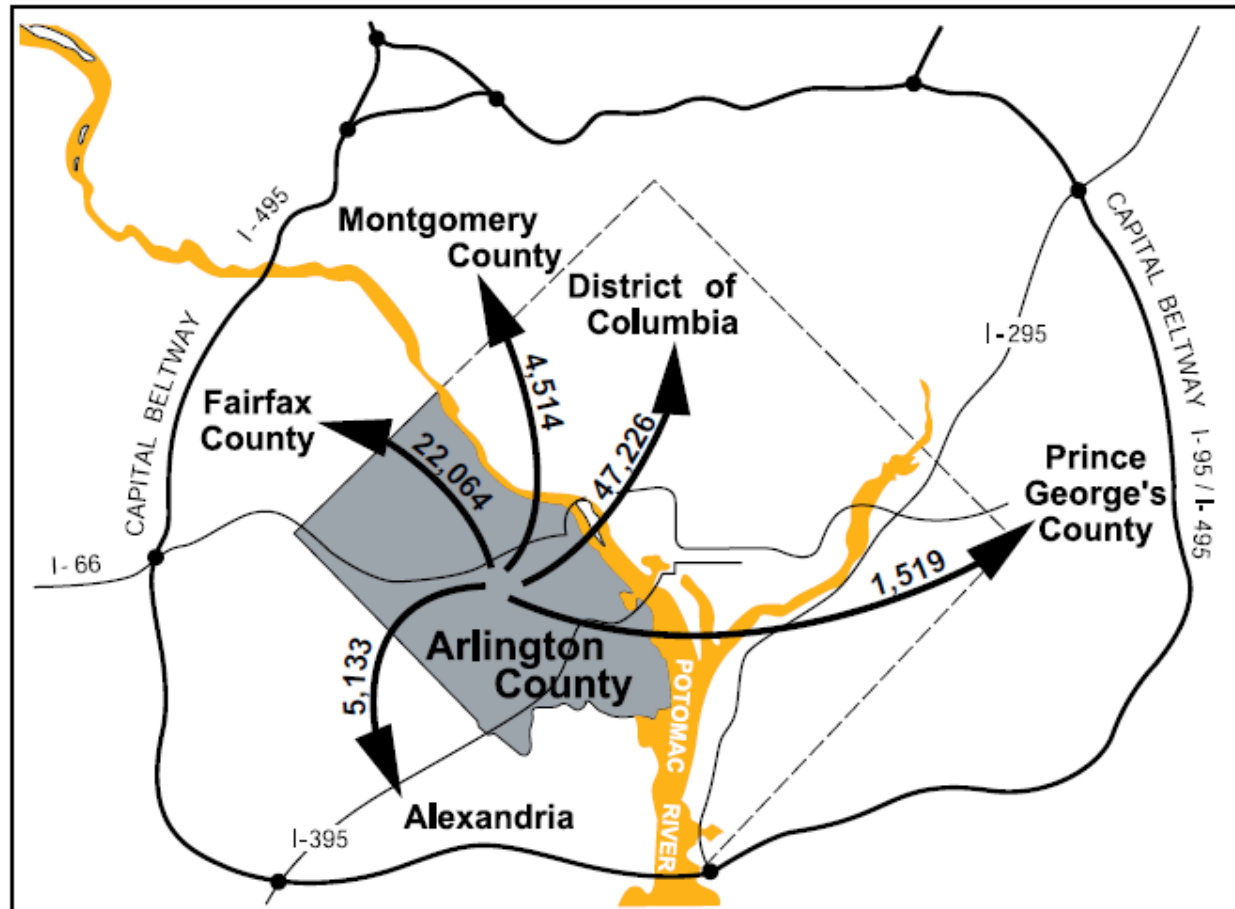 I-495
CAPITAL BELTWAY
Montgomery
County
District of
Columbia
I-295
CAPITAL BELTWAY I-95 / I-495
Fairfax
County
4,514
22,064
47,226
Prince
George's
County
I-66
1,519
5,133
Arlington
County
POTOMAC RIVER
Alexandria
I-395